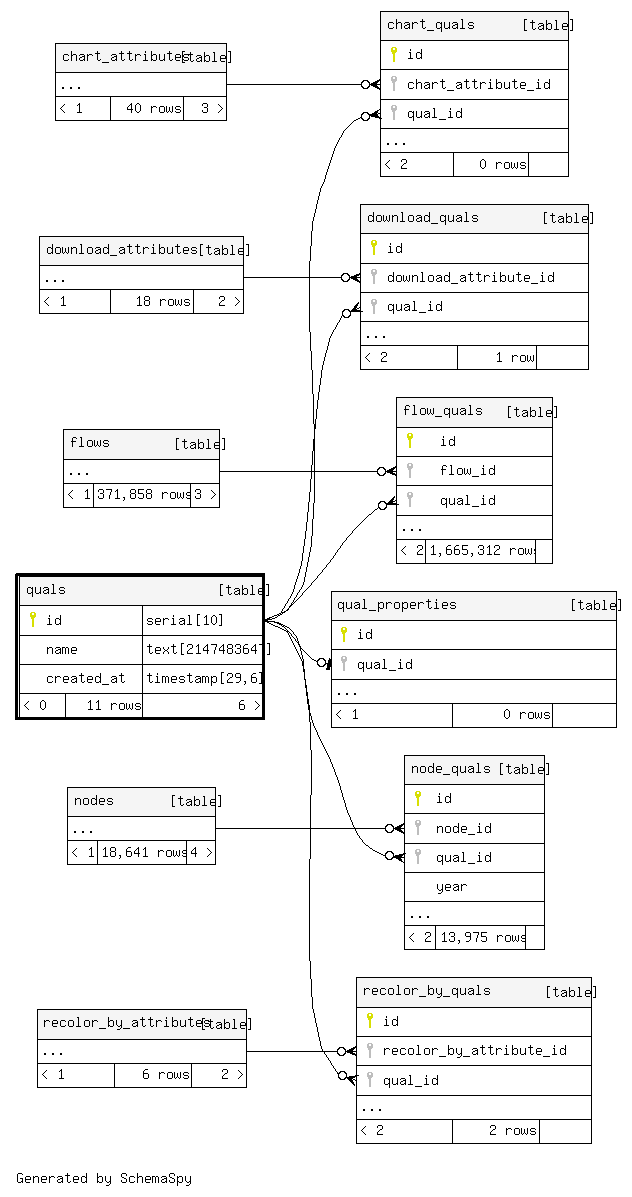 chart_quals [table]
id
chart_attribute_id
qual_id
...
< 2 0 rows
chart_attributes [table]
...
< 1 40 rows 3 >
download_quals [table]
id
download_attribute_id
qual_id
...
< 2 1 row
download_attributes [table]
...
< 1 18 rows 2 >
flow_quals [table]
id
flow_id
qual_id
...
< 2 1,665,312 rows
flows [table]
...
< 1 371,858 rows 3 >
quals [table]
id serial[10]
name text[2147483647]
created_at timestamp[29,6]
< 0 11 rows 6 >
qual_properties [table]
id
qual_id
...
< 1 0 rows
node_quals [table]
id
node_id
qual_id
year
...
< 2 13,975 rows
nodes [table]
...
< 1 18,641 rows 4 >
recolor_by_quals [table]
id
recolor_by_attribute_id
qual_id
...
< 2 2 rows
recolor_by_attributes [table]
...
< 1 6 rows 2 >
Generated by SchemaSpy